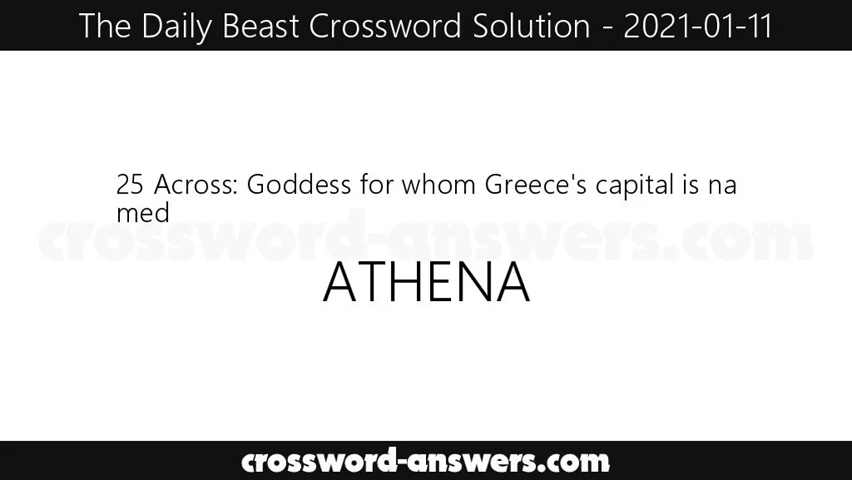 The Daily Beast Crossword Solution - 2021-01-11
25 Across: Goddess for whom Greece's capital is na
med
crossword-answers.com
ATHENA
crossword-answers.com